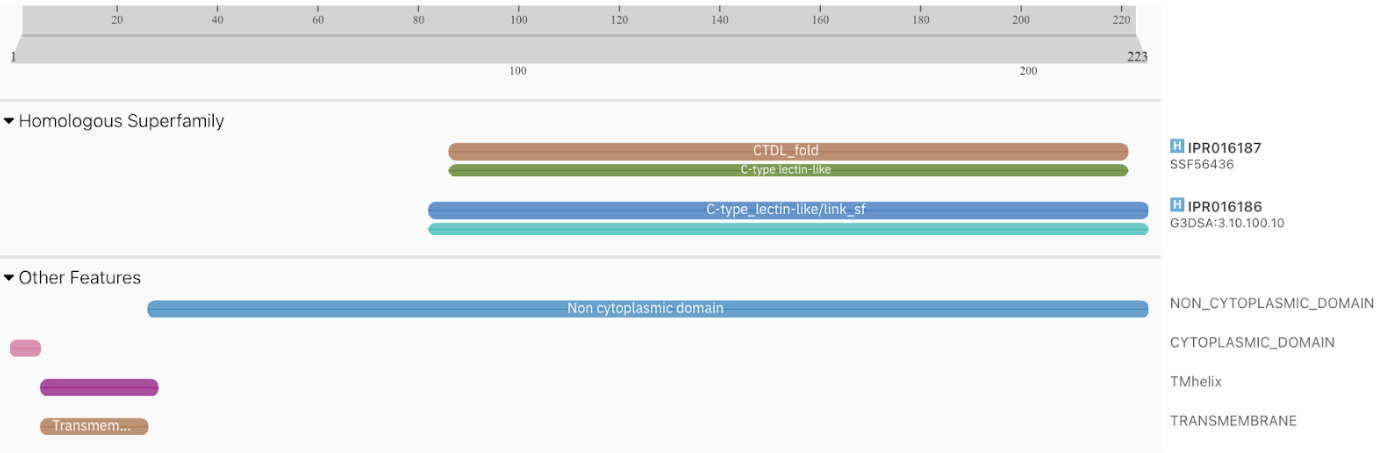 20 40 60 80 100 120 140 160 180 200 220
1 223
100 200
Homologous Superfamily
CTDL_fold
H IPR016187
C-type lectin-like
SSF56436
C-type_lectin-like/link_sf
H IPR016186
G3DSA:3.10.100.10
Other Features
Non cytoplasmic domain
NON_CYTOPLASMIC_DOMAIN
CYTOPLASMIC_DOMAIN
TMhelix
Transmem...
TRANSMEMBRANE